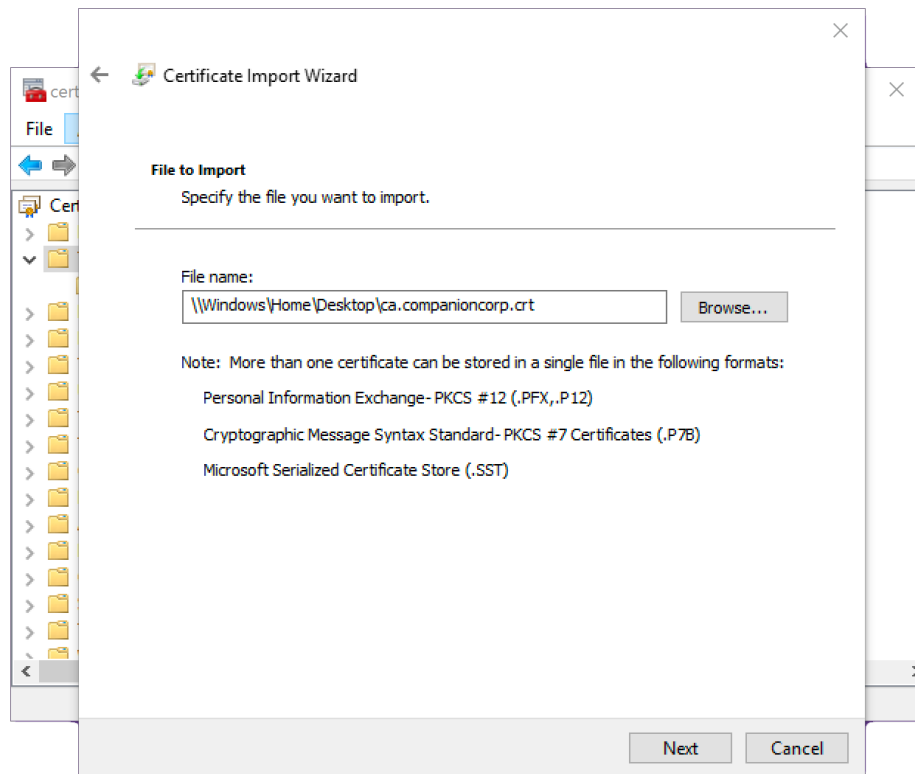 Certificate Import Wizard
cert
File
Cert
File to Import
Specify the file you want to import.
File name:
\\Windows\Home\Desktop\ca.companioncorp.crt
Browse...
Note:  More than one certificate can be stored in a single file in the following formats:
Personal Information Exchange- PKCS #12 (.PFX,.P12)
Cryptographic Message Syntax Standard- PKCS #7 Certificates (.P7B)
Microsoft Serialized Certificate Store (.SST)
Next
Cancel